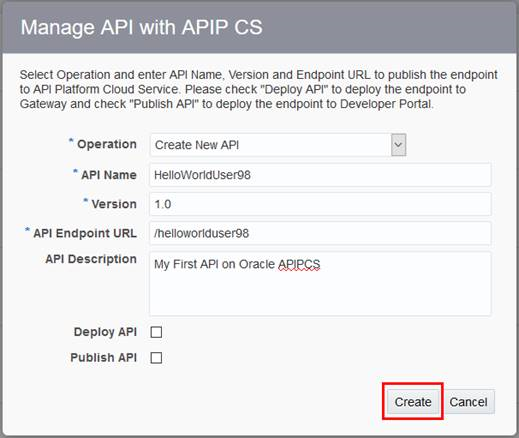 Manage API with APIP CS
Select Operation and enter API Name, Version and Endpoint URL to publish the endpoint
to API Platform Cloud Service. Please check "Deploy API" to deploy the endpoint to
Gateway and check "Publish API" to deploy the endpoint to Developer Portal.
* Operation Create New API
* API Name HelloWorldUser98
* Version 1.0
* API Endpoint URL /helloworlduser98
API Description My First API on Oracle APIPCS
Deploy API
Publish API
Create Cancel